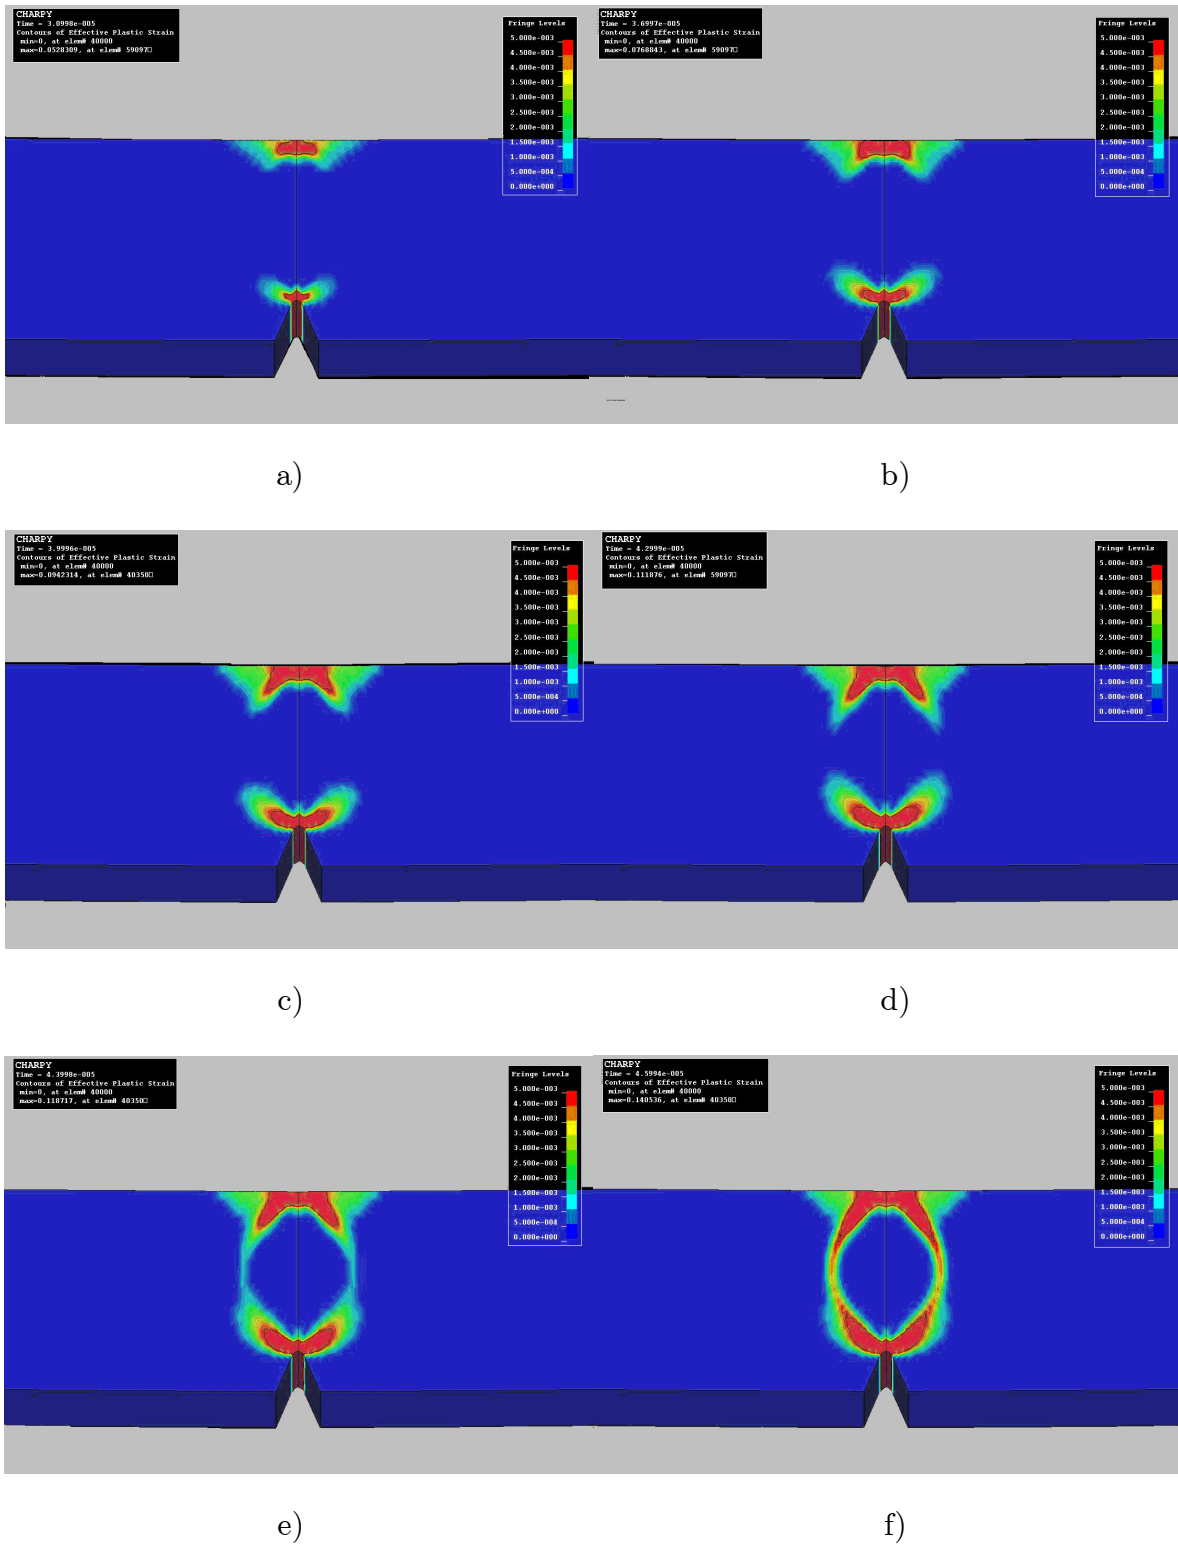 CHARPY
Time = 3.0998e-005
Contours of Effective Plastic Strain
min=0, at elem# 40000
max=0.0528309, at elem# 59097
Fringe Levels
5.000e-003
4.500e-003
4.000e-003
3.500e-003
3.000e-003
2.500e-003
2.000e-003
1.500e-003
1.000e-003
5.000e-004
0.000e+000
a)
CHARPY
Time = 3.6997e-005
Contours of Effective Plastic Strain
min=0, at elem# 40000
max=0.0768843, at elem# 59097
Fringe Levels
5.000e-003
4.500e-003
4.000e-003
3.500e-003
3.000e-003
2.500e-003
2.000e-003
1.500e-003
1.000e-003
5.000e-004
0.000e+000
b)
CHARPY
Time = 3.9996e-005
Contours of Effective Plastic Strain
min=0, at elem# 40000
max=0.0942314, at elem# 40350
Fringe Levels
5.000e-003
4.500e-003
4.000e-003
3.500e-003
3.000e-003
2.500e-003
2.000e-003
1.500e-003
1.000e-003
5.000e-004
0.000e+000
c)
CHARPY
Time = 4.2999e-005
Contours of Effective Plastic Strain
min=0, at elem# 40000
max=0.111876, at elem# 59097
Fringe Levels
5.000e-003
4.500e-003
4.000e-003
3.500e-003
3.000e-003
2.500e-003
2.000e-003
1.500e-003
1.000e-003
5.000e-004
0.000e+000
d)
CHARPY
Time = 4.3998e-005
Contours of Effective Plastic Strain
min=0, at elem# 40000
max=0.118717, at elem# 40350
Fringe Levels
5.000e-003
4.500e-003
4.000e-003
3.500e-003
3.000e-003
2.500e-003
2.000e-003
1.500e-003
1.000e-003
5.000e-004
0.000e+000
e)
CHARPY
Time = 4.5994e-005
Contours of Effective Plastic Strain
min=0, at elem# 40000
max=0.140536, at elem# 40350
Fringe Levels
5.000e-003
4.500e-003
4.000e-003
3.500e-003
3.000e-003
2.500e-003
2.000e-003
1.500e-003
1.000e-003
5.000e-004
0.000e+000
f)